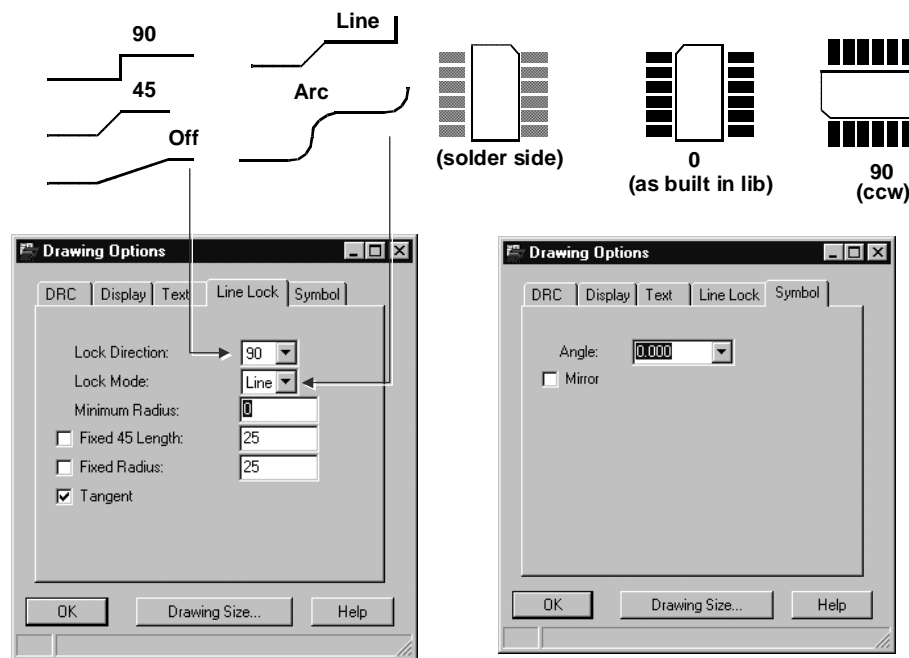 90
45
Off
Line
Arc
(solder side)
0
(as built in lib)
90
(ccw)
Drawing Options
DRC Display Text Line Lock Symbol
Lock Direction: 90
Lock Mode: Line
Minimum Radius: 0
Fixed 45 Length: 25
Fixed Radius: 25
Tangent
OK Drawing Size... Help
Drawing Options
DRC Display Text Line Lock Symbol
Angle: 0.000
Mirror
OK Drawing Size... Help